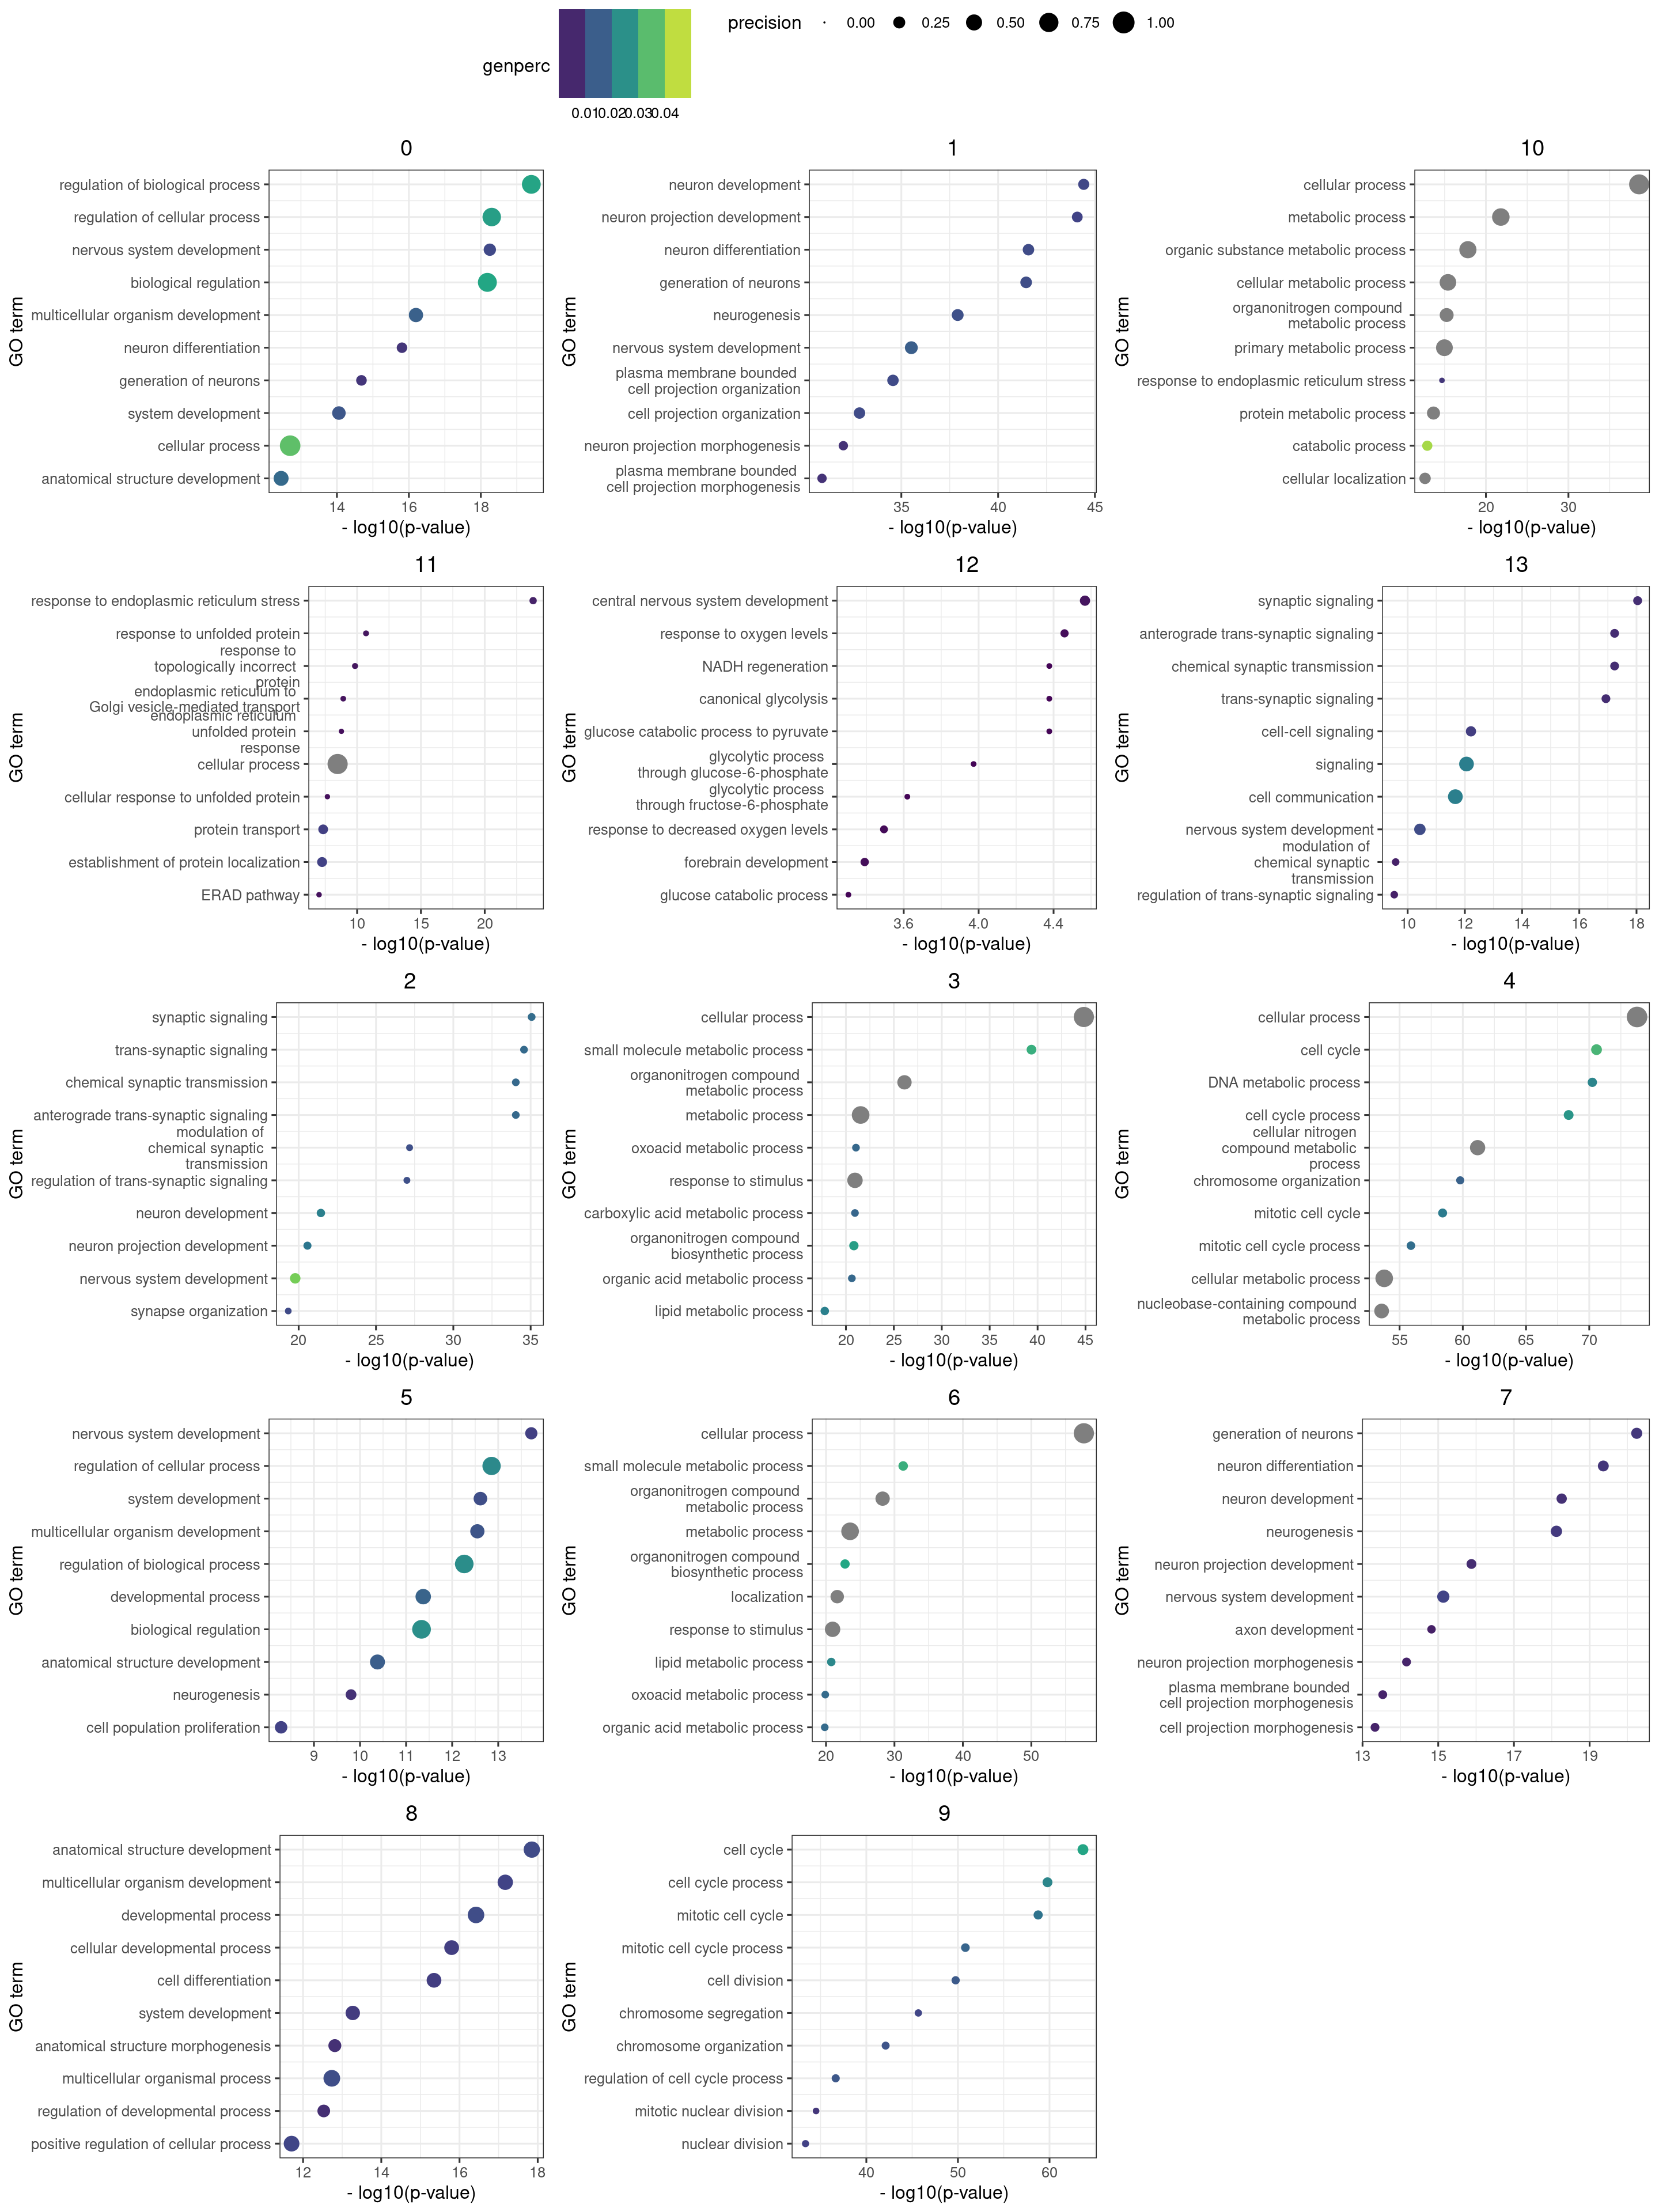 precision 0.00 0.25 0.50 0.75 1.00
genperc
0.01 0.02 0.03 0.04
0
GO term
regulation of biological process
regulation of cellular process
nervous system development
biological regulation
multicellular organism development
neuron differentiation
generation of neurons
system development
cellular process
anatomical structure development
14 16 18
- log10(p-value)
1
GO term
neuron development
neuron projection development
neuron differentiation
generation of neurons
neurogenesis
nervous system development
plasma membrane bounded
cell projection organization
cell projection organization
neuron projection morphogenesis
plasma membrane bounded
cell projection morphogenesis
35 40 45
- log10(p-value)
10
GO term
cellular process
metabolic process
organic substance metabolic process
cellular metabolic process
organonitrogen compound
metabolic process
primary metabolic process
response to endoplasmic reticulum stress
protein metabolic process
catabolic process
cellular localization
20 30
- log10(p-value)
11
GO term
response to endoplasmic reticulum stress
response to unfolded protein
response to
topologically incorrect
protein
endoplasmic reticulum to
Golgi vesicle-mediated transport
endoplasmic reticulum
unfolded protein
response
cellular process
cellular response to unfolded protein
protein transport
establishment of protein localization
ERAD pathway
10 15 20
- log10(p-value)
12
GO term
central nervous system development
response to oxygen levels
NADH regeneration
canonical glycolysis
glucose catabolic process to pyruvate
glycolytic process
through glucose-6-phosphate
glycolytic process
through fructose-6-phosphate
response to decreased oxygen levels
forebrain development
glucose catabolic process
3.6 4.0 4.4
- log10(p-value)
13
GO term
synaptic signaling
anterograde trans-synaptic signaling
chemical synaptic transmission
trans-synaptic signaling
cell-cell signaling
signaling
cell communication
nervous system development
modulation of
chemical synaptic
transmission
regulation of trans-synaptic signaling
10 12 14 16 18
- log10(p-value)
2
GO term
synaptic signaling
trans-synaptic signaling
chemical synaptic transmission
anterograde trans-synaptic signaling
modulation of
chemical synaptic
transmission
regulation of trans-synaptic signaling
neuron development
neuron projection development
nervous system development
synapse organization
20 25 30 35
- log10(p-value)
3
GO term
cellular process
small molecule metabolic process
organonitrogen compound
metabolic process
metabolic process
oxoacid metabolic process
response to stimulus
carboxylic acid metabolic process
organonitrogen compound
biosynthetic process
organic acid metabolic process
lipid metabolic process
20 25 30 35 40 45
- log10(p-value)
4
GO term
cellular process
cell cycle
DNA metabolic process
cell cycle process
cellular nitrogen
compound metabolic
process
chromosome organization
mitotic cell cycle
mitotic cell cycle process
cellular metabolic process
nucleobase-containing compound
metabolic process
55 60 65 70
- log10(p-value)
5
GO term
nervous system development
regulation of cellular process
system development
multicellular organism development
regulation of biological process
developmental process
biological regulation
anatomical structure development
neurogenesis
cell population proliferation
9 10 11 12 13
- log10(p-value)
6
GO term
cellular process
small molecule metabolic process
organonitrogen compound
metabolic process
metabolic process
organonitrogen compound
biosynthetic process
localization
response to stimulus
lipid metabolic process
oxoacid metabolic process
organic acid metabolic process
20 30 40 50
- log10(p-value)
7
GO term
generation of neurons
neuron differentiation
neuron development
neurogenesis
neuron projection development
nervous system development
axon development
neuron projection morphogenesis
plasma membrane bounded
cell projection morphogenesis
cell projection morphogenesis
13 15 17 19
- log10(p-value)
8
GO term
anatomical structure development
multicellular organism development
developmental process
cellular developmental process
cell differentiation
system development
anatomical structure morphogenesis
multicellular organismal process
regulation of developmental process
positive regulation of cellular process
12 14 16 18
- log10(p-value)
9
GO term
cell cycle
cell cycle process
mitotic cell cycle
mitotic cell cycle process
cell division
chromosome segregation
chromosome organization
regulation of cell cycle process
mitotic nuclear division
nuclear division
40 50 60
- log10(p-value)